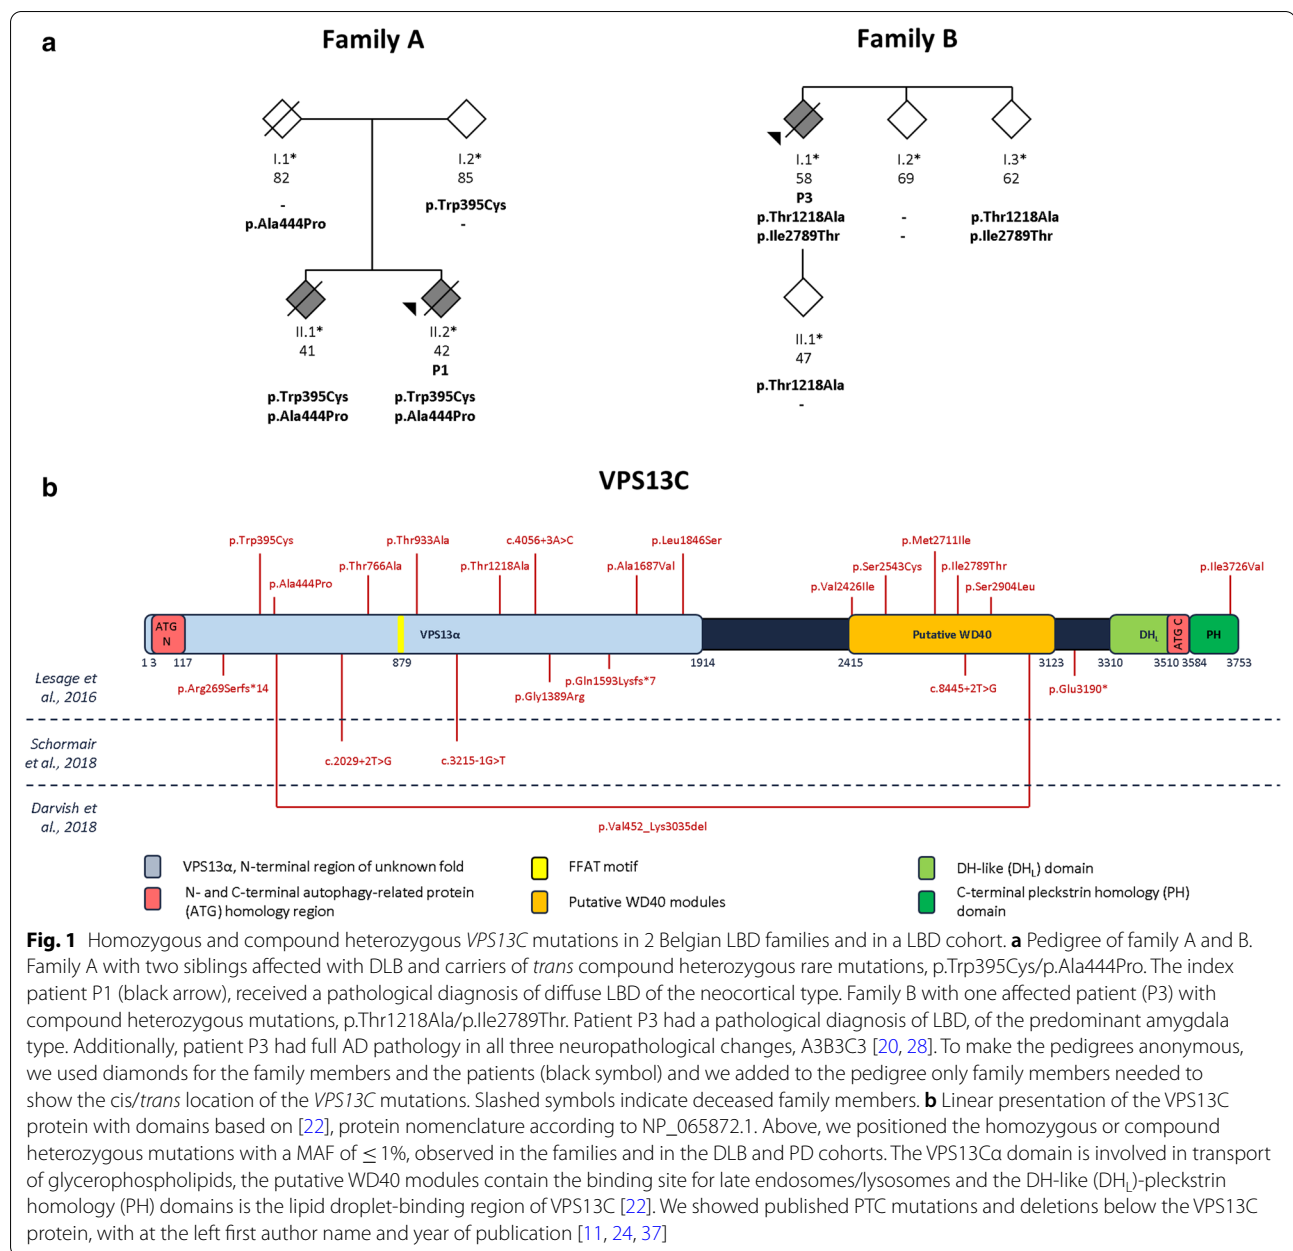 a
Family A
Family B
I.1*
82
-
p.Ala444Pro
I.2*
85
p.Trp395Cys
-
II.1*
41
p.Trp395Cys
p.Ala444Pro
II.2*
42
P1
p.Trp395Cys
p.Ala444Pro
I.1*
58
P3
p.Thr1218Ala
p.Ile2789Thr
I.2*
69
-
-
I.3*
62
p.Thr1218Ala
p.Ile2789Thr
II.1*
47
p.Thr1218Ala
-
b
VPS13C
p.Trp395Cys
p.Thr933Ala
c.4056+3A>C
p.Leu1846Ser
p.Met2711Ile
p.Ala444Pro
p.Thr766Ala
p.Thr1218Ala
p.Ala1687Val
p.Val2426Ile
p.Ser2543Cys
p.Ile2789Thr
p.Ser2904Leu
p.Ile3726Val
ATG N
VPS13α
Putative WD40
DHL
ATG C
PH
1 3 117 879 1914 2415 3123 3310 3510 3584 3753
Lesage et al., 2016
p.Arg269Serfs*14
p.Gly1389Arg
p.Gln1593Lysfs*7
c.8445+2T>G
p.Glu3190*
Schormair et al., 2018
c.2029+2T>G
c.3215-1G>T
Darvish et al., 2018
p.Val452_Lys3035del
VPS13α, N-terminal region of unknown fold
N- and C-terminal autophagy-related protein
(ATG) homology region
FFAT motif
Putative WD40 modules
DH-like (DHL) domain
C-terminal pleckstrin homology (PH)
domain
Fig. 1 Homozygous and compound heterozygous VPS13C mutations in 2 Belgian LBD families and in a LBD cohort. a Pedigree of family A and B.
Family A with two siblings affected with DLB and carriers of trans compound heterozygous rare mutations, p.Trp395Cys/p.Ala444Pro. The index
patient P1 (black arrow), received a pathological diagnosis of diffuse LBD of the neocortical type. Family B with one affected patient (P3) with
compound heterozygous mutations, p.Thr1218Ala/p.Ile2789Thr. Patient P3 had a pathological diagnosis of LBD, of the predominant amygdala
type. Additionally, patient P3 had full AD pathology in all three neuropathological changes, A3B3C3 [20, 28]. To make the pedigrees anonymous,
we used diamonds for the family members and the patients (black symbol) and we added to the pedigree only family members needed to
show the cis/trans location of the VPS13C mutations. Slashed symbols indicate deceased family members. b Linear presentation of the VPS13C
protein with domains based on [22], protein nomenclature according to NP_065872.1. Above, we positioned the homozygous or compound
heterozygous mutations with a MAF of ≤ 1%, observed in the families and in the DLB and PD cohorts. The VPS13Cα domain is involved in transport
of glycerophospholipids, the putative WD40 modules contain the binding site for late endosomes/lysosomes and the DH-like (DHL)-pleckstrin
homology (PH) domains is the lipid droplet-binding region of VPS13C [22]. We showed published PTC mutations and deletions below the VPS13C
protein, with at the left first author name and year of publication [11, 24, 37]